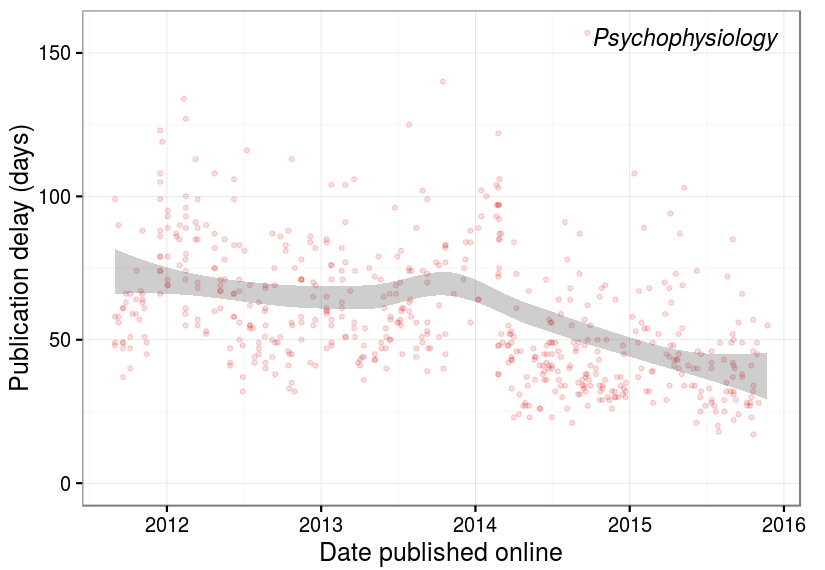 Psychophysiology
Publication delay (days)
150
100
50
0
2012 2013 2014 2015 2016
Date published online